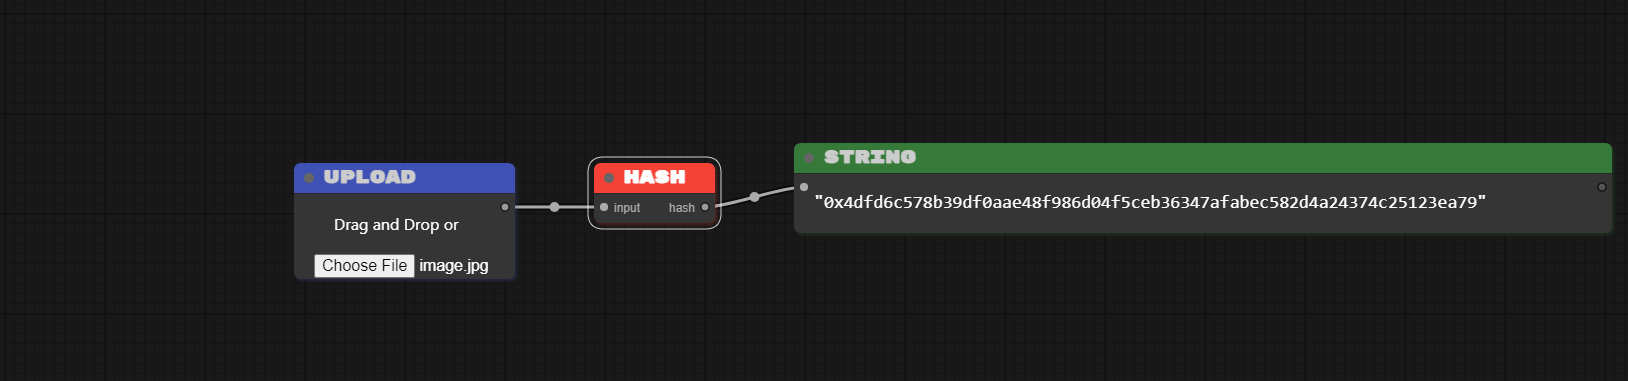 UPLOAD
Drag and Drop or
Choose File image.jpg
HASH
input hash
STRING
"0x4dfd6c578b39df0aae48f986d04f5ceb36347afabec582d4a24374c25123ea79"